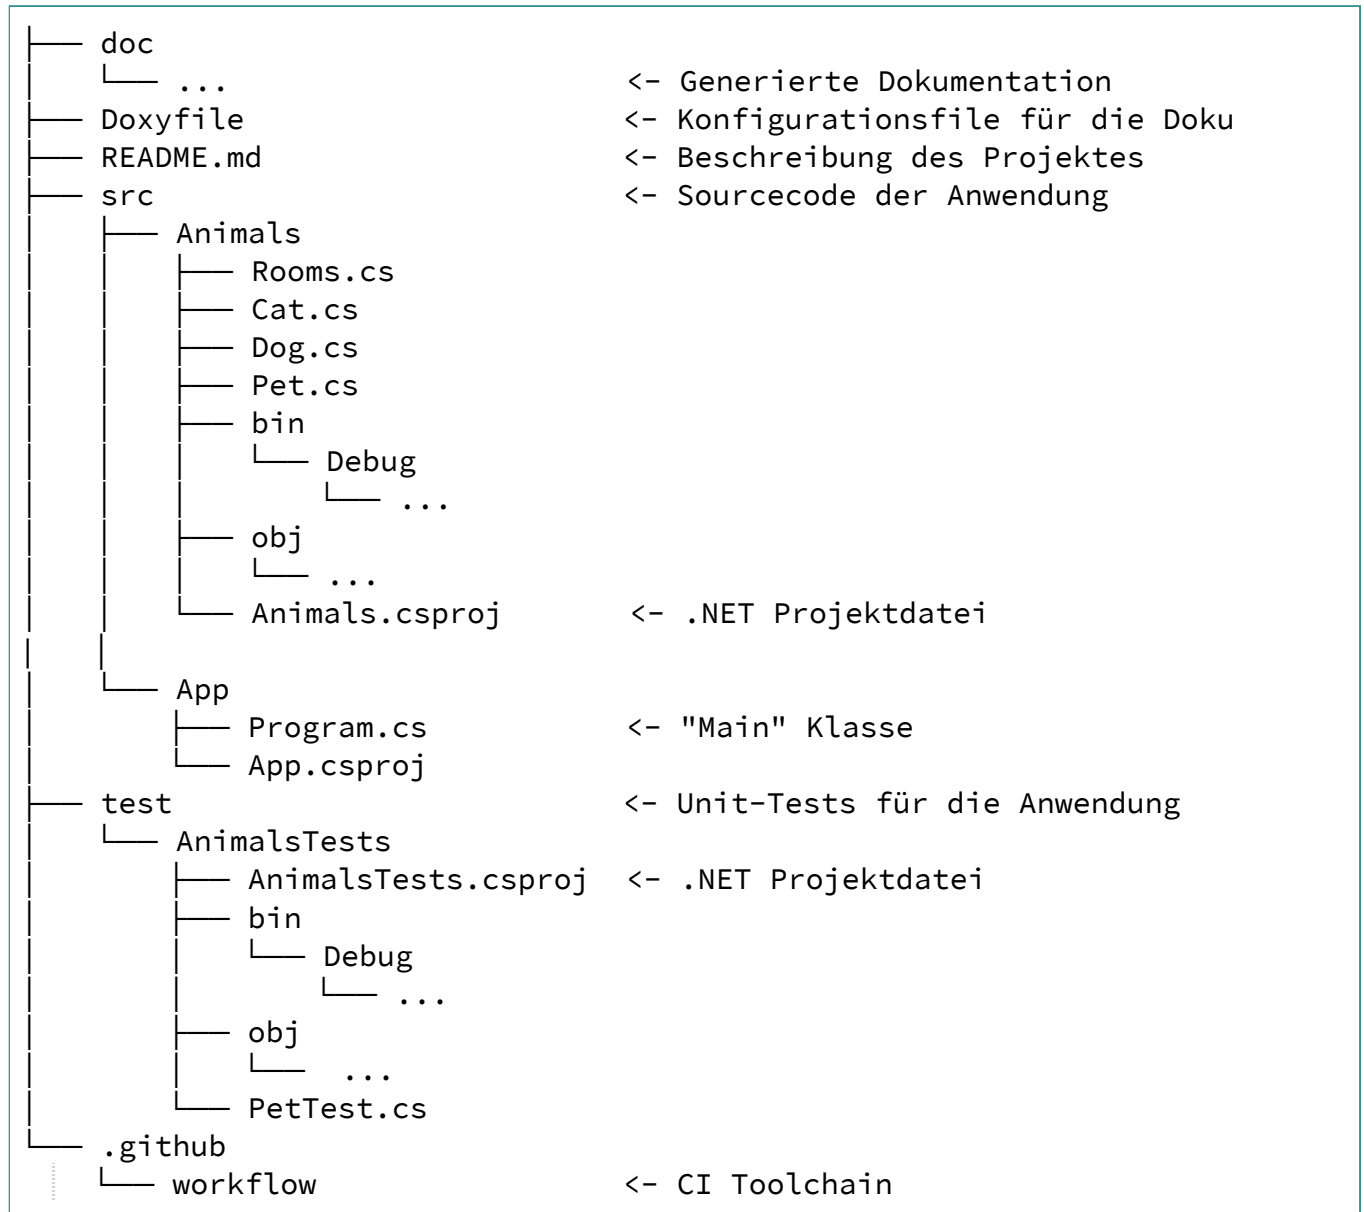 ├── doc
│   └── ...                     <- Generierte Dokumentation
├── Doxyfile                    <- Konfigurationsfile für die Doku
├── README.md                   <- Beschreibung des Projektes
├── src                         <- Sourcecode der Anwendung
│   ├── Animals
│   │   ├── Rooms.cs
│   │   ├── Cat.cs
│   │   ├── Dog.cs
│   │   ├── Pet.cs
│   │   ├── bin
│   │   │   └── Debug
│   │   │       └── ...
│   │   ├── obj
│   │   │   └── ...
│   │   └── Animals.csproj       <- .NET Projektdatei
│   │
│   └── App
│       ├── Program.cs          <- "Main" Klasse
│       └── App.csproj
├── test                        <- Unit-Tests für die Anwendung
│   └── AnimalsTests
│       ├── AnimalsTests.csproj <- .NET Projektdatei
│       ├── bin
│       │   └── Debug
│       │       └── ...
│       ├── obj
│       │   └──  ...
│       └── PetTest.cs
└── .github
    └── workflow                <- CI Toolchain